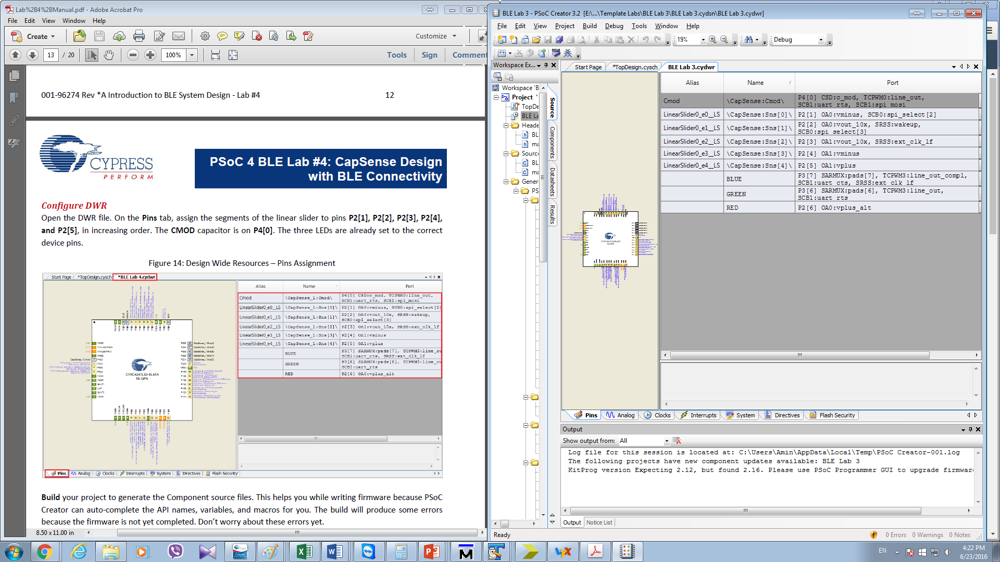 Lab%2B4%2BManual.pdf - Adobe Acrobat Pro
File Edit View Window Help
Create
Customize
13 / 20
100%
Tools Sign Comment
001-96274 Rev *A Introduction to BLE System Design - Lab #4
12
CYPRESS
PERFORM
PSoC 4 BLE Lab #4: CapSense Design
with BLE Connectivity
Configure DWR
Open the DWR file. On the Pins tab, assign the segments of the linear slider to pins P2[1], P2[2], P2[3], P2[4],
and P2[5], in increasing order. The CMOD capacitor is on P4[0]. The three LEDs are already set to the correct
device pins.
Figure 14: Design Wide Resources – Pins Assignment
Start Page *TopDesign.cysch *BLE Lab 4.cydwr
Alias Name Port
Cmod \CapSense_1:Cmod\ P4[0] CSD:c_mod, TCPWM0:line_out,
SCB1:uart_rts, SCB1:spi_mosi
LinearSlider0_e0__LS \CapSense_1:Sns[0]\ P2[1] OA0:vminus, SCB0:spi_select[2]
LinearSlider0_e1__LS \CapSense_1:Sns[1]\ P2[2] OA0:vout_10x, SRSS:wakeup,
SCB0:spi_select[3]
LinearSlider0_e2__LS \CapSense_1:Sns[2]\ P2[3] OA1:vout_10x, SRSS:ext_clk_lf
LinearSlider0_e3__LS \CapSense_1:Sns[3]\ P2[4] OA1:vminus
LinearSlider0_e4__LS \CapSense_1:Sns[4]\ P2[5] OA1:vplus
BLUE P3[7] SARMUX:pads[7], TCPWM3:line_ou
SCB1:uart_cts, SRSS:ext_clk_lf
GREEN P3[6] SARMUX:pads[6], TCPWM3:line_ou
SCB1:uart_rts
RED P2[6] OA0:vplus_alt
CY8C4247LQI-BL483
56-QFN
Pins Analog Clocks Interrupts System Directives Flash Security
Build your project to generate the Component source files. This helps you while writing firmware because PSoC
Creator can auto-complete the API names, variables, and macros for you. The build will produce some errors
because the firmware is not yet completed. Don't worry about these errors yet.
8.50 x 11.00 in
BLE Lab 3 - PSoC Creator 3.2 [E:\...\Template Labs\BLE Lab 3\BLE Lab 3.cydsn\BLE Lab 3.cydwr]
File Edit View Project Build Debug Tools Window Help
19%
Debug
Workspace Ex...
Start Page *TopDesign.cysch BLE Lab 3.cydwr
Workspace 'B
Project '
TopDe
BLE La
Heade
BL
ma
Source
BL
ma
Gener
PS
Source
Components
Datasheets
Results
Alias Name Port
Cmod \CapSense:Cmod\ P4[0] CSD:c_mod, TCPWM0:line_out,
SCB1:uart_rts, SCB1:spi_mosi
LinearSlider0_e0__LS \CapSense:Sns[0]\ P2[1] OA0:vminus, SCB0:spi_select[2]
LinearSlider0_e1__LS \CapSense:Sns[1]\ P2[2] OA0:vout_10x, SRSS:wakeup,
SCB0:spi_select[3]
LinearSlider0_e2__LS \CapSense:Sns[2]\ P2[3] OA1:vout_10x, SRSS:ext_clk_lf
LinearSlider0_e3__LS \CapSense:Sns[3]\ P2[4] OA1:vminus
LinearSlider0_e4__LS \CapSense:Sns[4]\ P2[5] OA1:vplus
BLUE P3[7] SARMUX:pads[7], TCPWM3:line_out_compl,
SCB1:uart_cts, SRSS:ext_clk_lf
GREEN P3[6] SARMUX:pads[6], TCPWM3:line_out,
SCB1:uart_rts
RED P2[6] OA0:vplus_alt
Pins Analog Clocks Interrupts System Directives Flash Security
Output
Show output from: All
Log file for this session is located at: C:\Users\Amin\AppData\Local\Temp\PSoC Creator-001.log
The following projects have new component updates available: BLE Lab 3
KitProg version Expecting 2.12, but found 2.16. Please use PSoC Programmer GUI to upgrade firmwar
Output Notice List
Ready
0 Errors 0 Warnings 0 Notes
EN
4:22 PM
6/23/2016